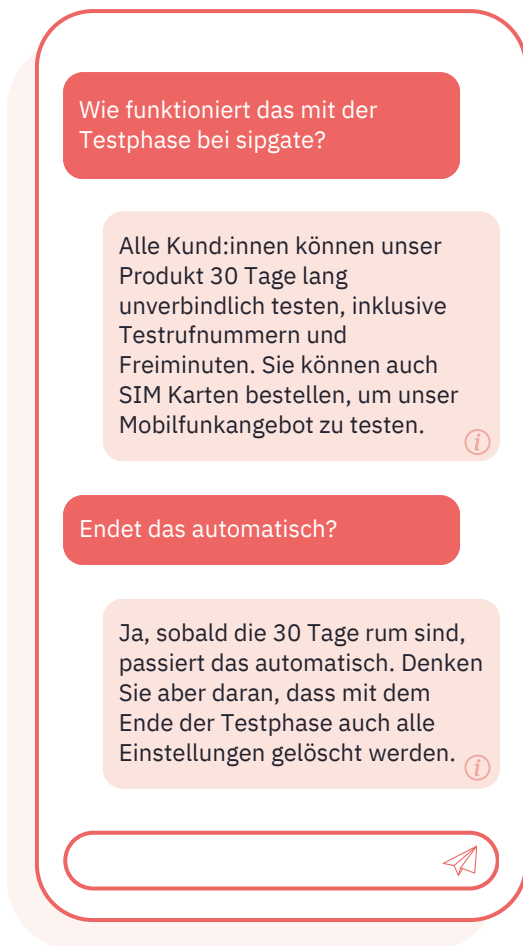 Wie funktioniert das mit der
Testphase bei sipgate?
Alle Kund:innen können unser
Produkt 30 Tage lang
unverbindlich testen, inklusive
Testrufnummern und
Freiminuten. Sie können auch
SIM Karten bestellen, um unser
Mobilfunkangebot zu testen.
i
Endet das automatisch?
Ja, sobald die 30 Tage rum sind,
passiert das automatisch. Denken
Sie aber daran, dass mit dem
Ende der Testphase auch alle
Einstellungen gelöscht werden.
i